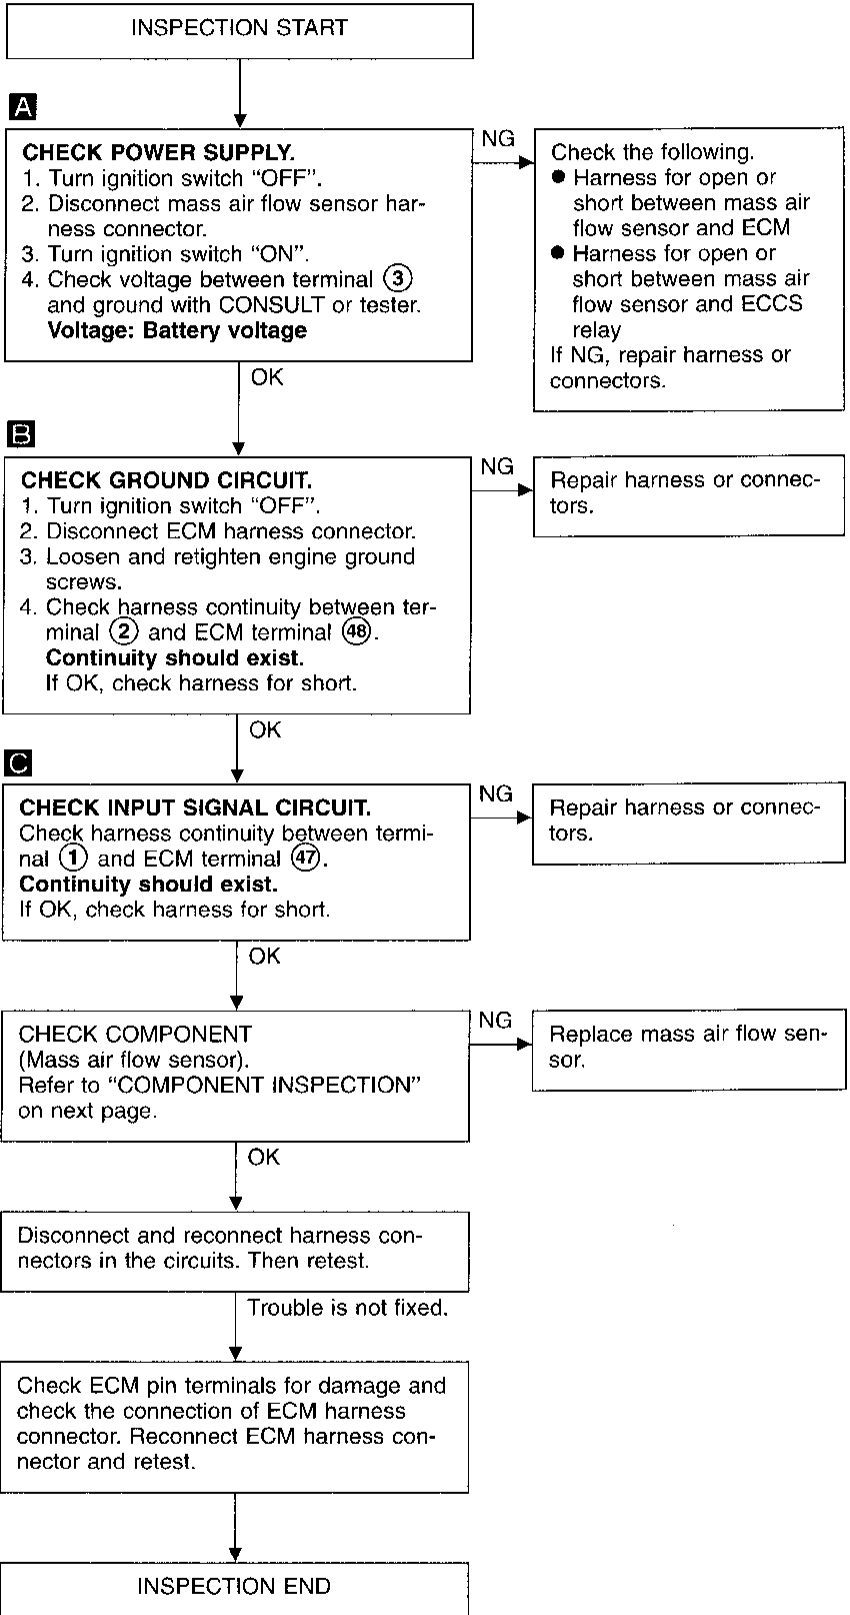 INSPECTION START
A
CHECK POWER SUPPLY.
1. Turn ignition switch “OFF”.
2. Disconnect mass air flow sensor har-
ness connector.
3. Turn ignition switch “ON”.
4. Check voltage between terminal ③
and ground with CONSULT or tester.
Voltage: Battery voltage
NG
Check the following.
● Harness for open or
short between mass air
flow sensor and ECM
● Harness for open or
short between mass air
flow sensor and ECCS
relay
If NG, repair harness or
connectors.
OK
B
CHECK GROUND CIRCUIT.
1. Turn ignition switch “OFF”.
2. Disconnect ECM harness connector.
3. Loosen and retighten engine ground
screws.
4. Check harness continuity between ter-
minal ② and ECM terminal ㊽.
Continuity should exist.
If OK, check harness for short.
NG
Repair harness or connec-
tors.
OK
C
CHECK INPUT SIGNAL CIRCUIT.
Check harness continuity between termi-
nal ① and ECM terminal ㊼.
Continuity should exist.
If OK, check harness for short.
NG
Repair harness or connec-
tors.
OK
CHECK COMPONENT
(Mass air flow sensor).
Refer to “COMPONENT INSPECTION”
on next page.
NG
Replace mass air flow sen-
sor.
OK
Disconnect and reconnect harness con-
nectors in the circuits. Then retest.
Trouble is not fixed.
Check ECM pin terminals for damage and
check the connection of ECM harness
connector. Reconnect ECM harness con-
nector and retest.
INSPECTION END